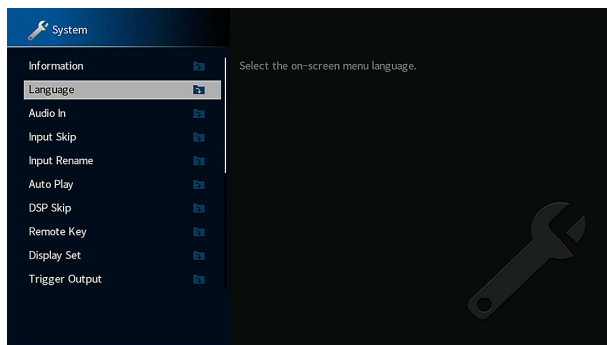 System
Information
Language
Select the on-screen menu language.
Audio In
Input Skip
Input Rename
Auto Play
DSP Skip
Remote Key
Display Set
Trigger Output